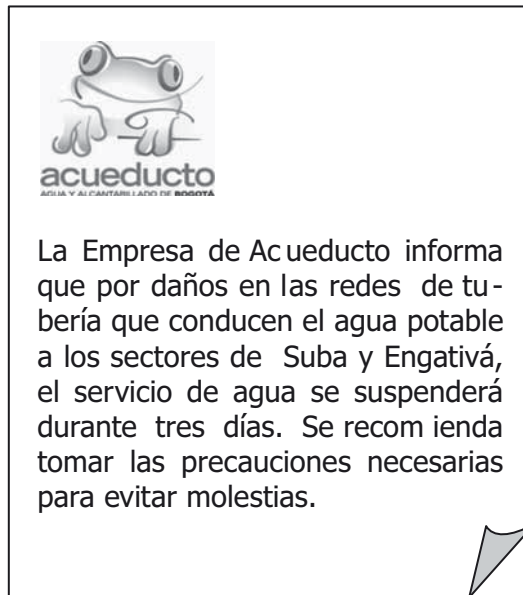 acueducto
AGUA Y ALCANTARILLADO DE BOGOTÁ
La Empresa de Ac ueducto informa
que por daños en las redes de tu-
bería que conducen el agua potable
a los sectores de Suba y Engativá,
el servicio de agua se suspenderá
durante tres días. Se recom ienda
tomar las precauciones necesarias
para evitar molestias.